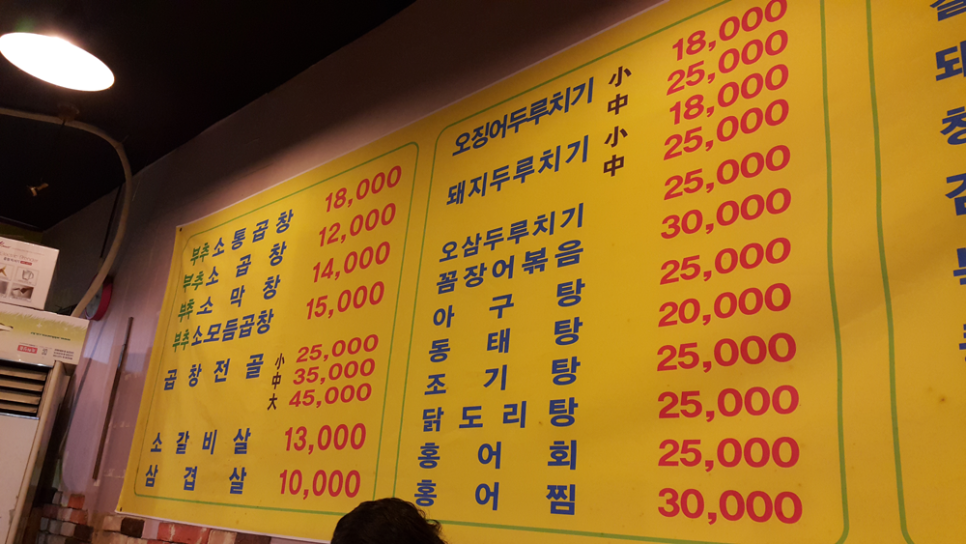 부추소통곱창 18,000
부추소곱창 12,000
부추소막창 14,000
부추소모듬곱창 15,000
곱창전골 小 25,000
中 35,000
大 45,000
소갈비살 13,000
삼겹살 10,000
오징어두루치기 小 18,000
中 25,000
돼지두루치기 小 18,000
中 25,000
오삼두루치기 25,000
꼼장어볶음 30,000
아구탕 25,000
동태탕 20,000
조기탕 25,000
닭도리탕 25,000
홍어회 25,000
홍어찜 30,000